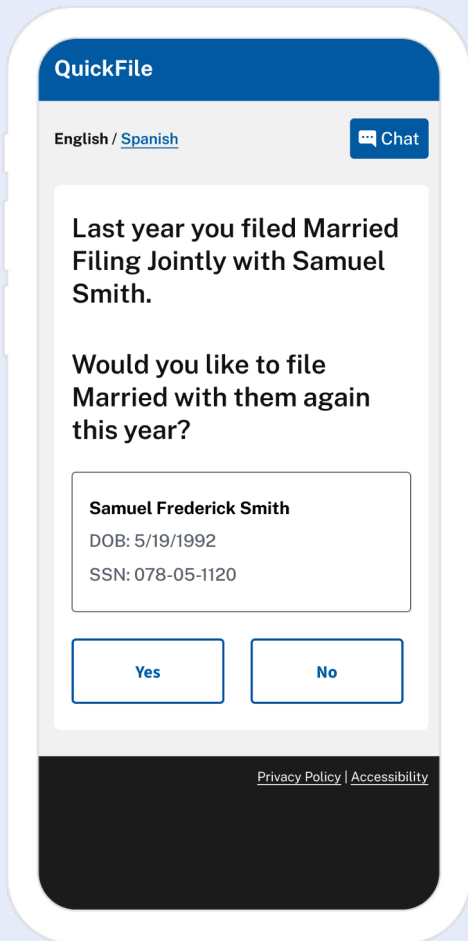 QuickFile
English / Spanish
Chat
Last year you filed Married
Filing Jointly with Samuel
Smith.
Would you like to file
Married with them again
this year?
Samuel Frederick Smith
DOB: 5/19/1992
SSN: 078-05-1120
Yes
No
Privacy Policy | Accessibility